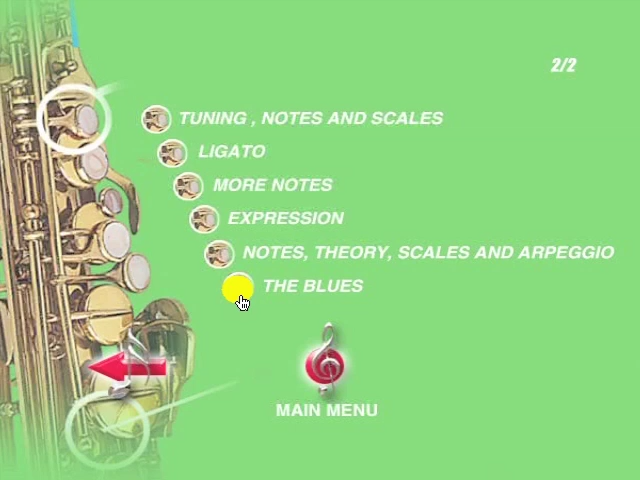 2/2
TUNING , NOTES AND SCALES
LIGATO
MORE NOTES
EXPRESSION
NOTES, THEORY, SCALES AND ARPEGGIO
THE BLUES
MAIN MENU